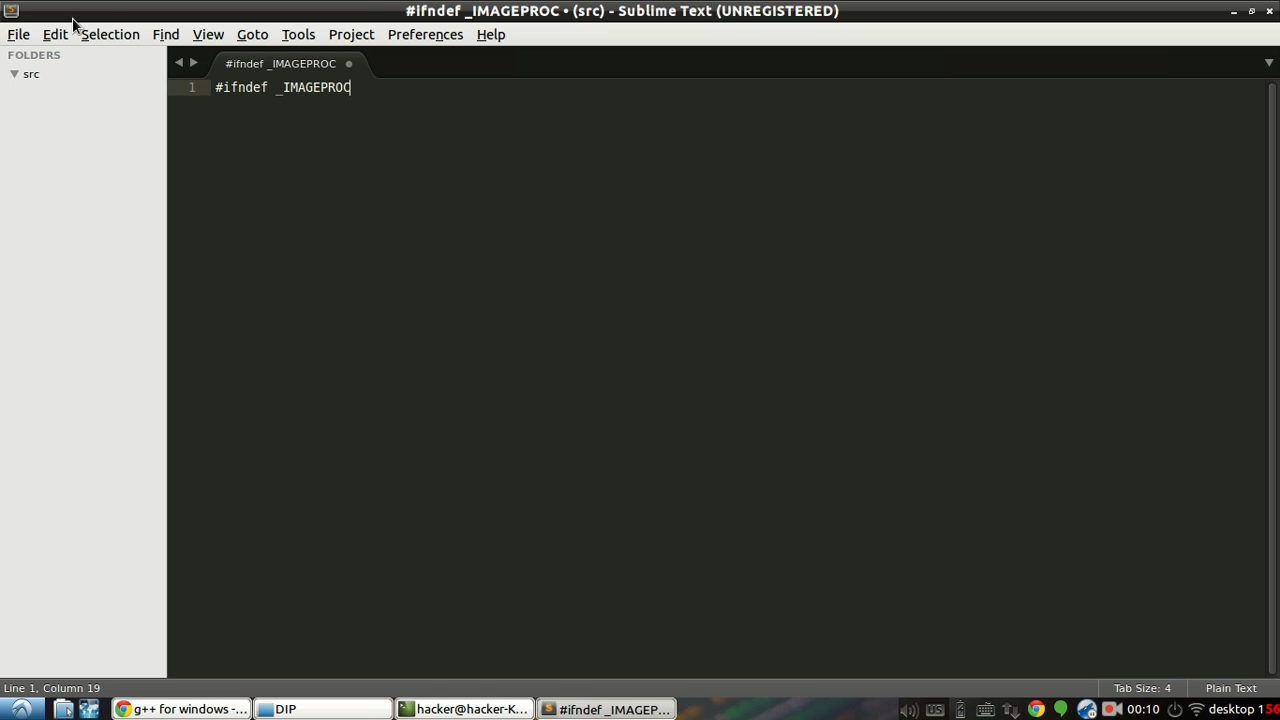 #ifndef _IMAGEPROC • (src) - Sublime Text (UNREGISTERED)
File Edit Selection Find View Goto Tools Project Preferences Help
FOLDERS
src
#ifndef _IMAGEPROC
1 #ifndef _IMAGEPROC
Line 1, Column 19
Tab Size: 4
Plain Text
g++ for windows -...
DIP
hacker@hacker-K...
#ifndef _IMAGEP...
US
00:10
desktop 1
56